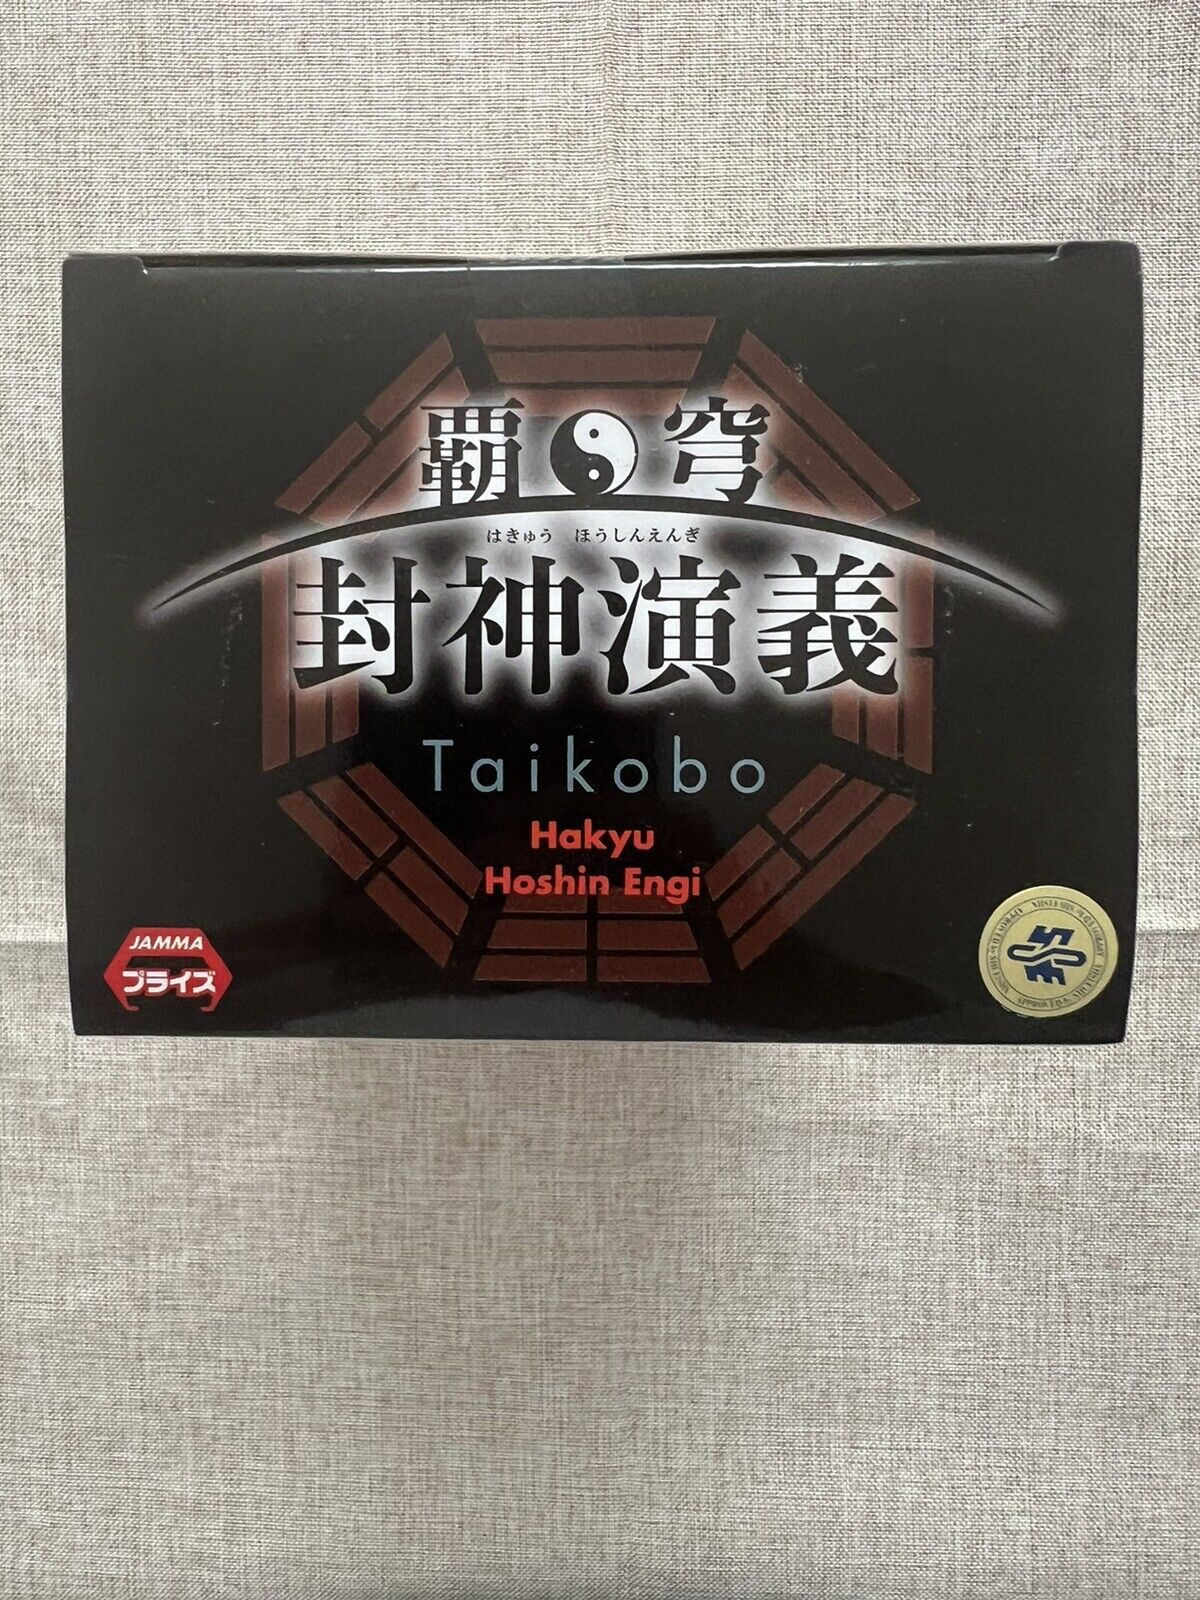 覇 穹
はきゅう ほうしんえんぎ
封神演義
Taikobo
Hakyu
Hoshin Engi
JAMMA
プライズ